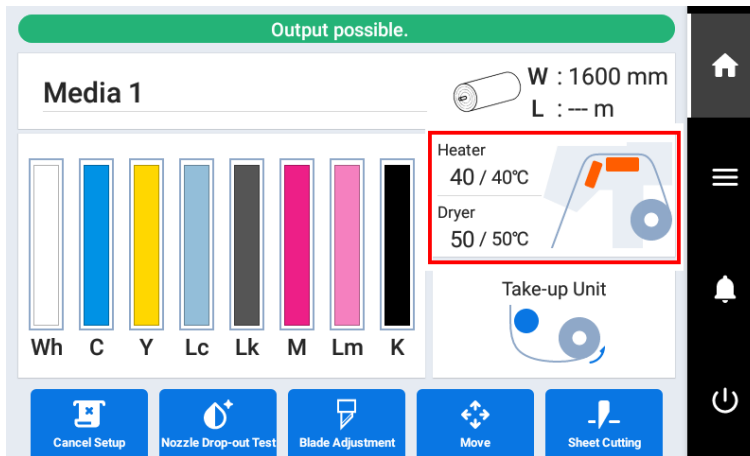 Output possible.
Media 1
W : 1600 mm
L : --- m
Heater
40 / 40℃
Dryer
50 / 50℃
Take-up Unit
Wh C Y Lc Lk M Lm K
Cancel Setup Nozzle Drop-out Test Blade Adjustment Move Sheet Cutting